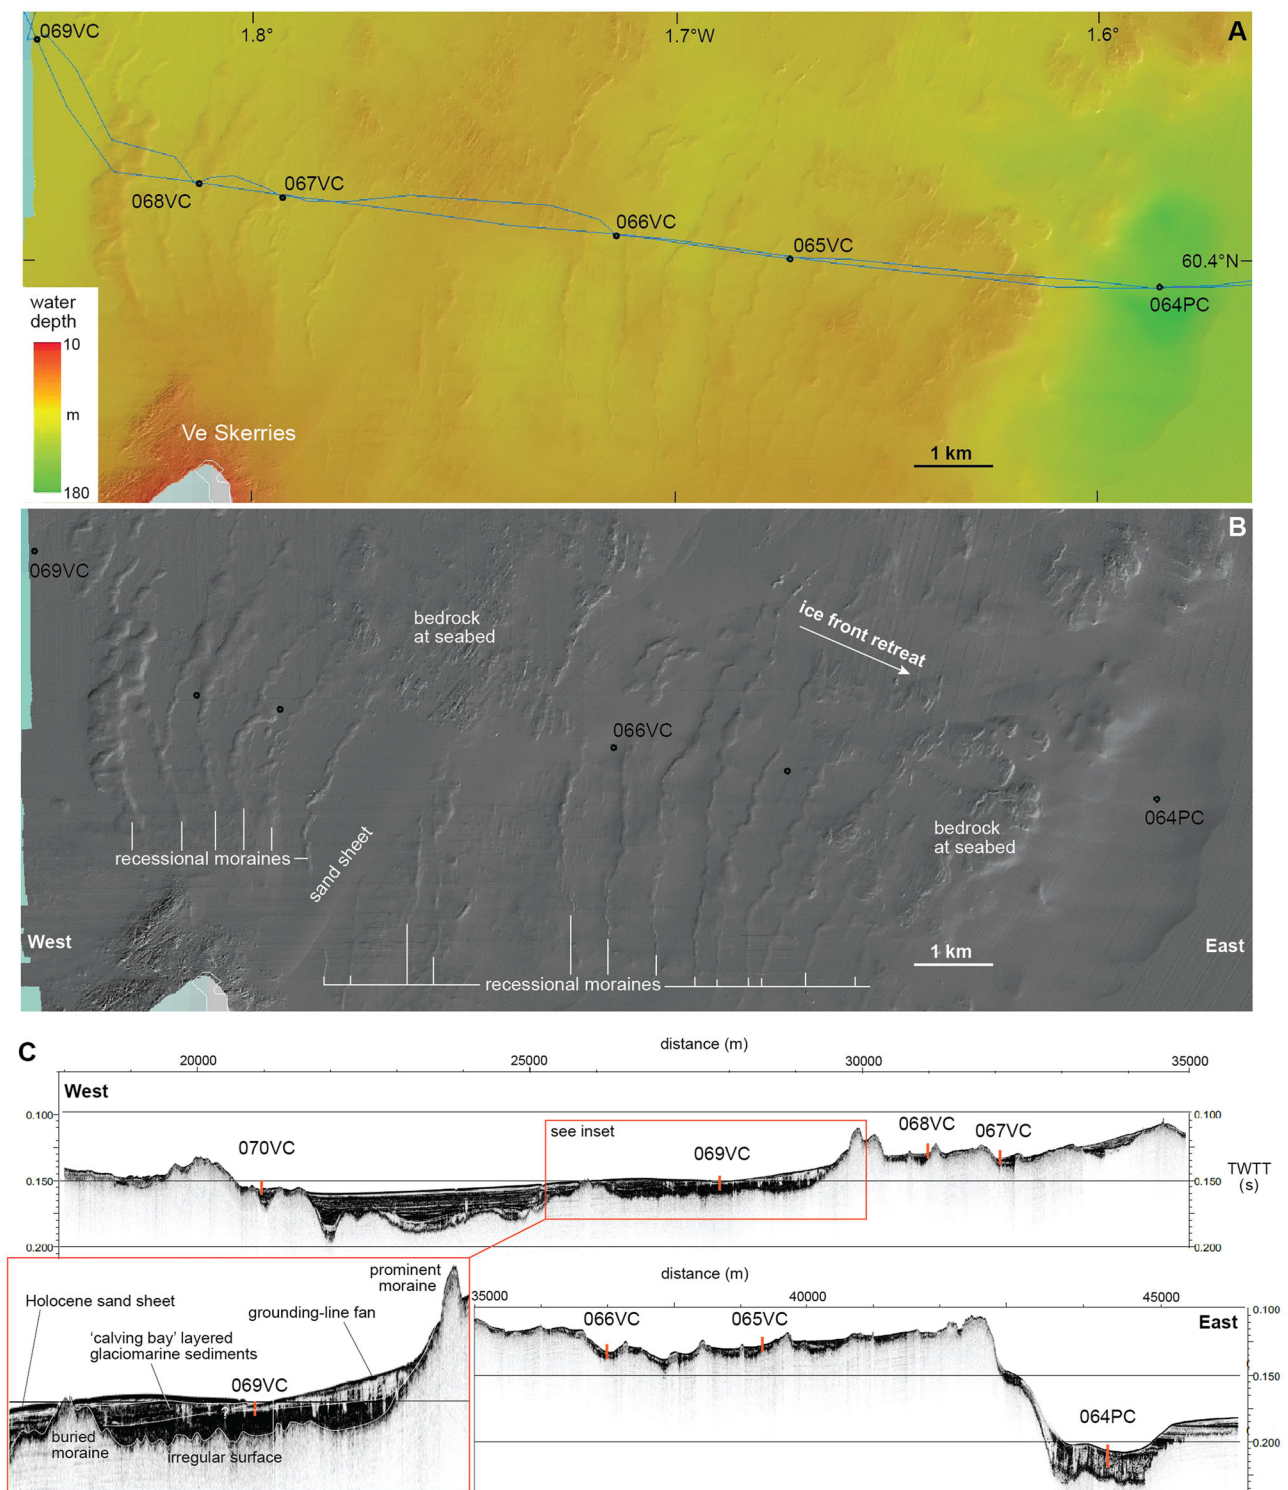 A
069VC
1.8°
1.7°W
1.6°
068VC
067VC
066VC
065VC
60.4°N
064PC
water
depth
10
m
180
Ve Skerries
1 km
B
069VC
bedrock
at seabed
ice front retreat
066VC
064PC
bedrock
at seabed
recessional moraines
sand sheet
West
1 km
East
recessional moraines
C
distance (m)
20000
25000
30000
35000
West
0.100
0.100
070VC
see inset
069VC
068VC
067VC
0.150
0.150
TWTT
(s)
0.200
0.200
distance (m)
35000
40000
45000
prominent
moraine
Holocene sand sheet
grounding-line fan
'calving bay' layered
glaciomarine sediments
069VC
?
buried
moraine
irregular surface
066VC
065VC
0.100
East
0.150
064PC
0.200